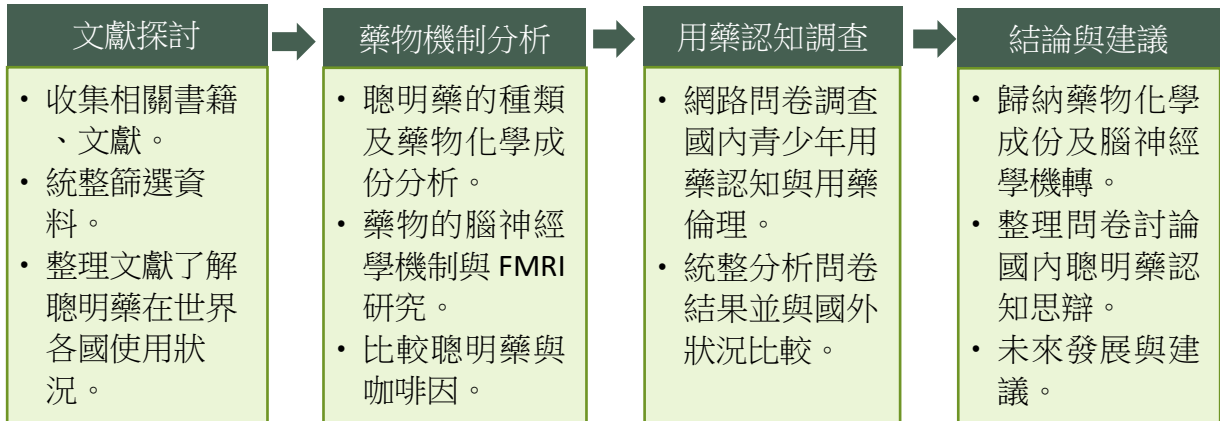 文獻探討
• 收集相關書籍
、文獻。
• 統整篩選資
料。
• 整理文獻了解
聰明藥在世界
各國使用狀
況。
藥物機制分析
• 聰明藥的種類
及藥物化學成
份分析。
• 藥物的腦神經
學機制與 FMRI
研究。
• 比較聰明藥與
咖啡因。
用藥認知調查
• 網路問卷調查
國內青少年用
藥認知與用藥
倫理。
• 統整分析問卷
結果並與國外
狀況比較。
結論與建議
• 歸納藥物化學
成份及腦神經
學機轉。
• 整理問卷討論
國內聰明藥認
知思辯。
• 未來發展與建
議。